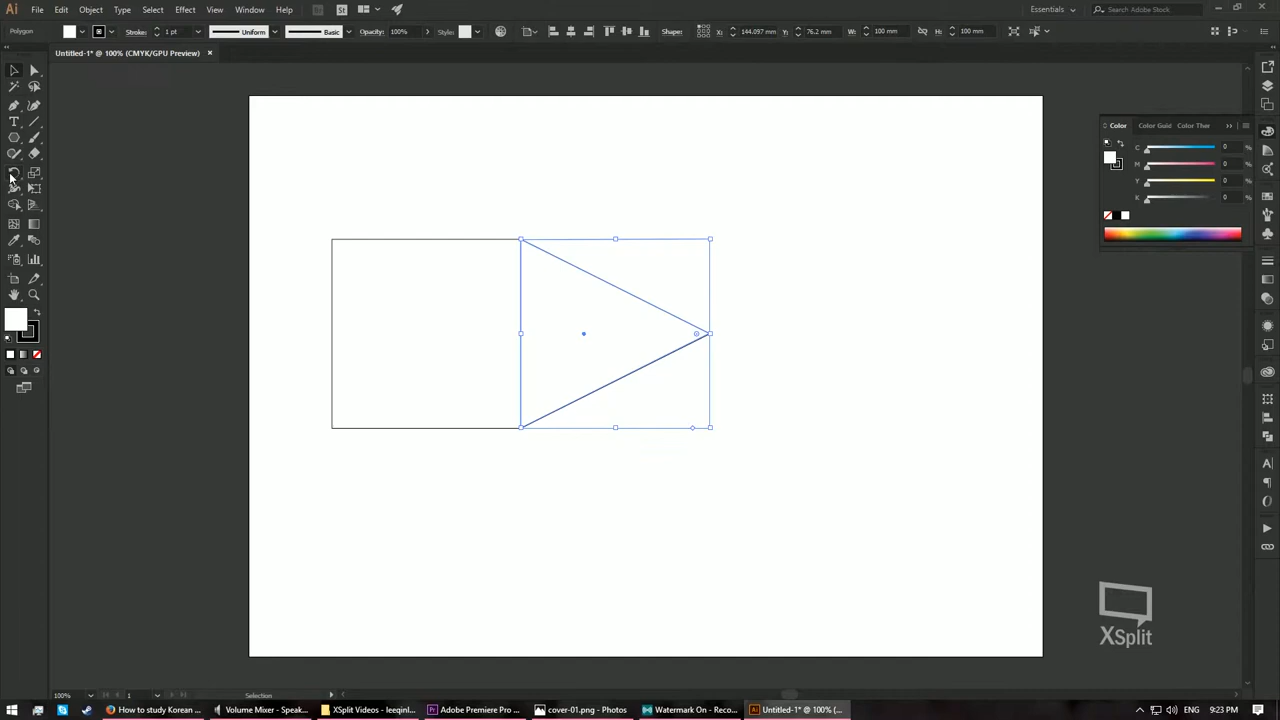 Ai File Edit Object Type Select Effect View Window Help Br St Essentials Search Adobe Stock
Polygon Stroke: 1 pt Uniform Basic Opacity: 100% Style: Shape: X: 144.097 mm Y: 76.2 mm W: 100 mm H: 100 mm
Untitled-1* @ 100% (CMYK/GPU Preview) ×
Color Color Guid Color Ther
C 0 %
M 0 %
Y 0 %
K 0 %
XSplit
100% 1 Selection
How to study Korean ... Volume Mixer - Speak... XSplit Videos - leeqinl... Adobe Premiere Pro ... cover-01.png - Photos Watermark On - Reco... Untitled-1* @ 100% (... ENG 9:23 PM